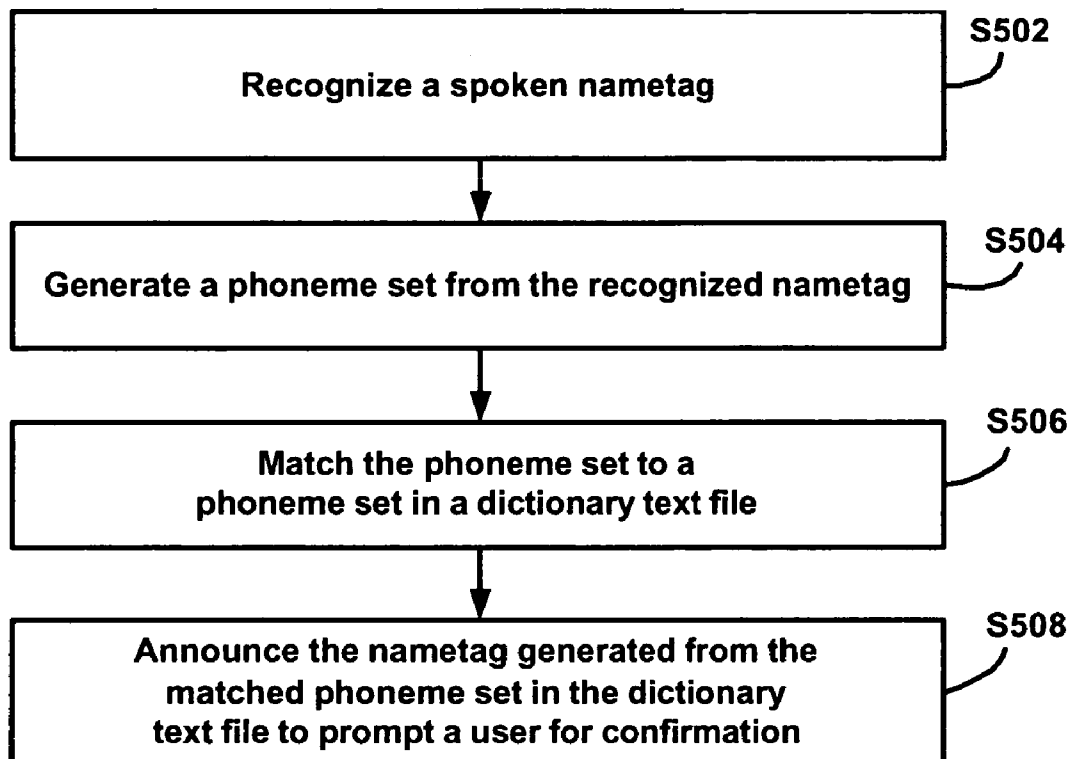 S502
Recognize a spoken nametag
S504
Generate a phoneme set from the recognized nametag
S506
Match the phoneme set to a
phoneme set in a dictionary text file
S508
Announce the nametag generated from the
matched phoneme set in the dictionary
text file to prompt a user for confirmation